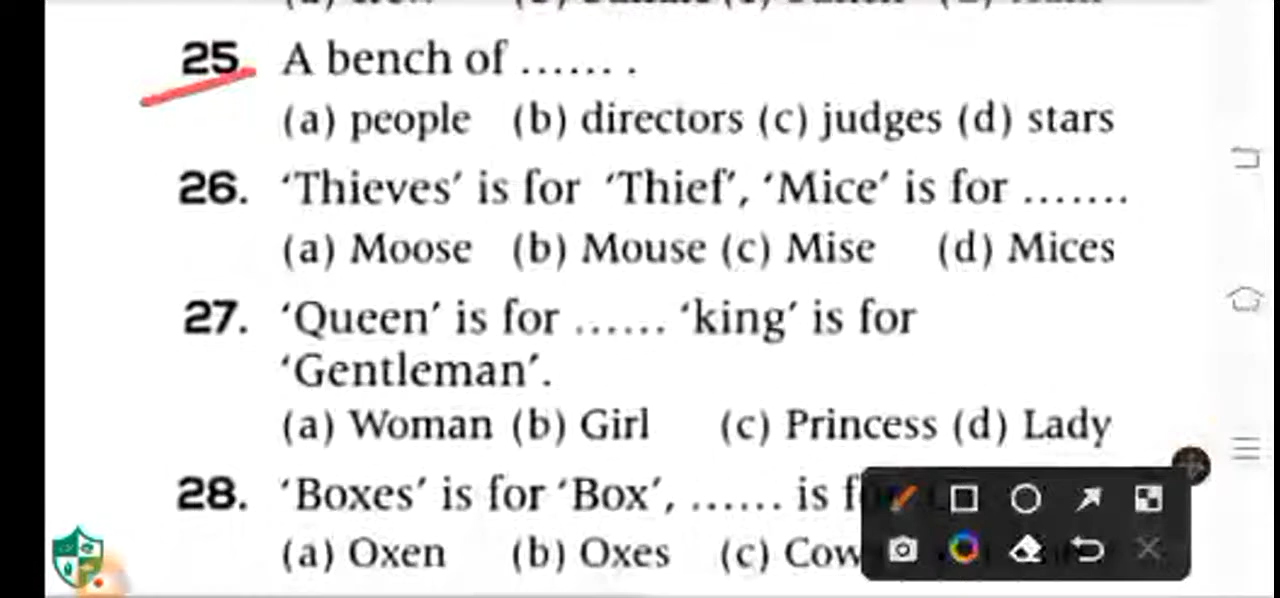 25. A bench of ....... .
(a) people (b) directors (c) judges (d) stars
26. 'Thieves' is for 'Thief', 'Mice' is for .......
(a) Moose (b) Mouse (c) Mise (d) Mices
27. 'Queen' is for ...... 'king' is for
'Gentleman'.
(a) Woman (b) Girl (c) Princess (d) Lady
28. 'Boxes' is for 'Box', ...... is
(a) Oxen (b) Oxes (c)